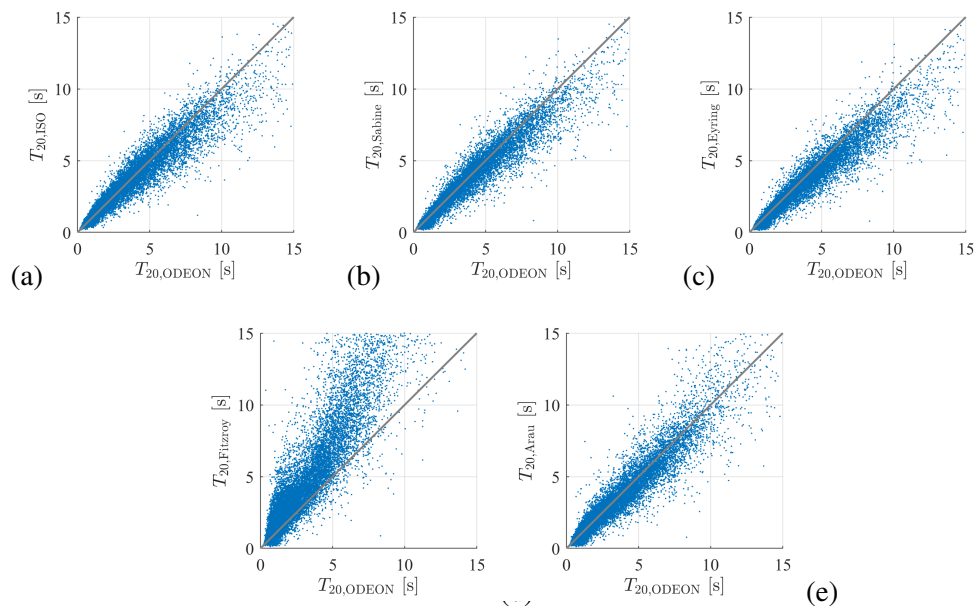 15
10
5
0
T20,ISO [s]
0 5 10 15
T20,ODEON [s]
(a)
15
10
5
0
T20,Sabine [s]
0 5 10 15
T20,ODEON [s]
(b)
15
10
5
0
T20,Eyring [s]
0 5 10 15
T20,ODEON [s]
(c)
15
10
5
0
T20,Fitzroy [s]
0 5 10 15
T20,ODEON [s]
15
10
5
0
T20,Arau [s]
0 5 10 15
T20,ODEON [s]
(e)